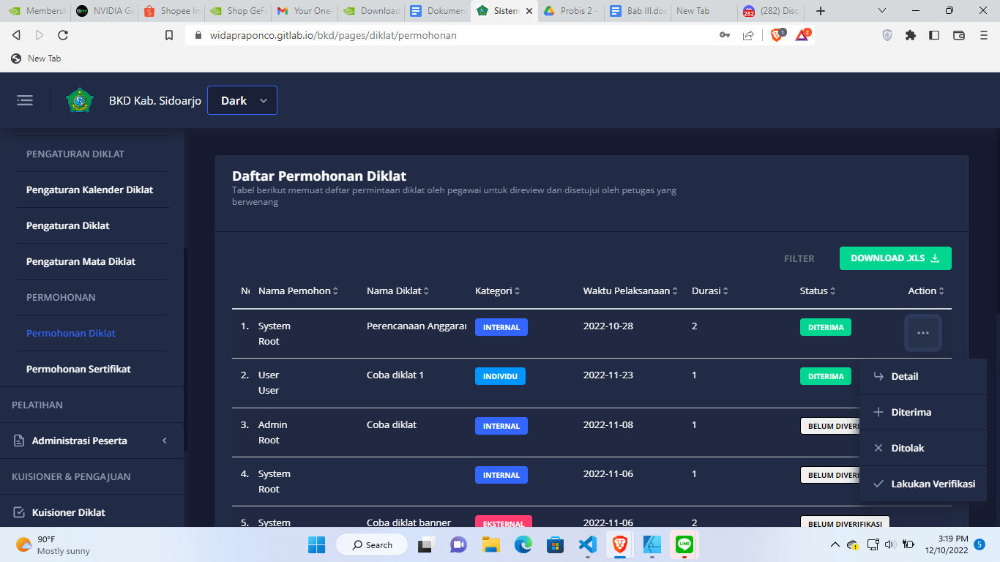 Members
NVIDIA Ge
Shopee In
Shop GeF
Your One-
Download
Dokumen
Sistem
Probis 2 -
Bab III.doc
New Tab
(282) Disc
widapraponco.gitlab.io/bkd/pages/diklat/permohonan
1
2
New Tab
BKD Kab. Sidoarjo
Dark
PENGATURAN DIKLAT
Pengaturan Kalender Diklat
Pengaturan Diklat
Pengaturan Mata Diklat
PERMOHONAN
Permohonan Diklat
Permohonan Sertifikat
PELATIHAN
Administrasi Peserta
KUISIONER & PENGAJUAN
Kuisioner Diklat
Daftar Permohonan Diklat
Tabel berikut memuat daftar permintaan diklat oleh pegawai untuk direview dan disetujui oleh petugas yang
berwenang
FILTER
DOWNLOAD .XLS
No Nama Pemohon Nama Diklat Kategori Waktu Pelaksanaan Durasi Status Action
1. System Root Perencanaan Anggaran INTERNAL 2022-10-28 2 DITERIMA
2. User User Coba diklat 1 INDIVIDU 2022-11-23 1 DITERIMA
3. Admin Root Coba diklat INTERNAL 2022-11-08 1 BELUM DIVERI
4. System Root INTERNAL 2022-11-06 1 BELUM DIVERI
5. System Coba diklat banner EKSTERNAL 2022-11-06 2 BELUM DIVERIFIKASI
Detail
Diterima
Ditolak
Lakukan Verifikasi
90°F
Mostly sunny
Search
LINE
3:19 PM
12/10/2022
5